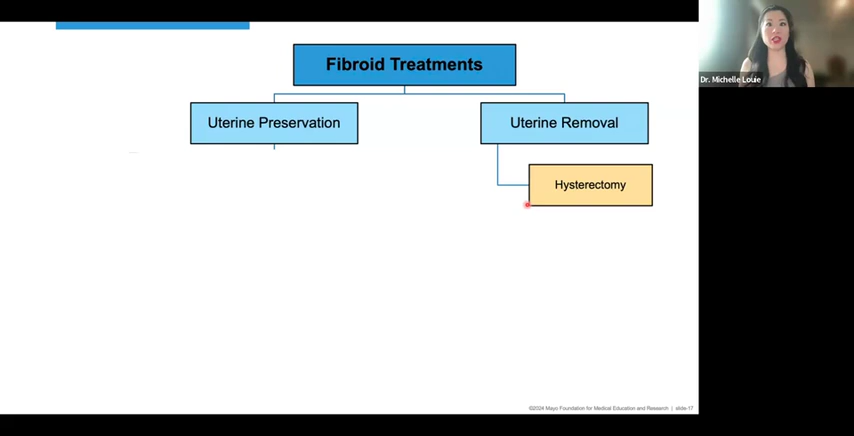 Fibroid Treatments
Uterine Preservation
Uterine Removal
Hysterectomy
Dr. Michelle Louie
©2024 Mayo Foundation for Medical Education and Research | slide-17